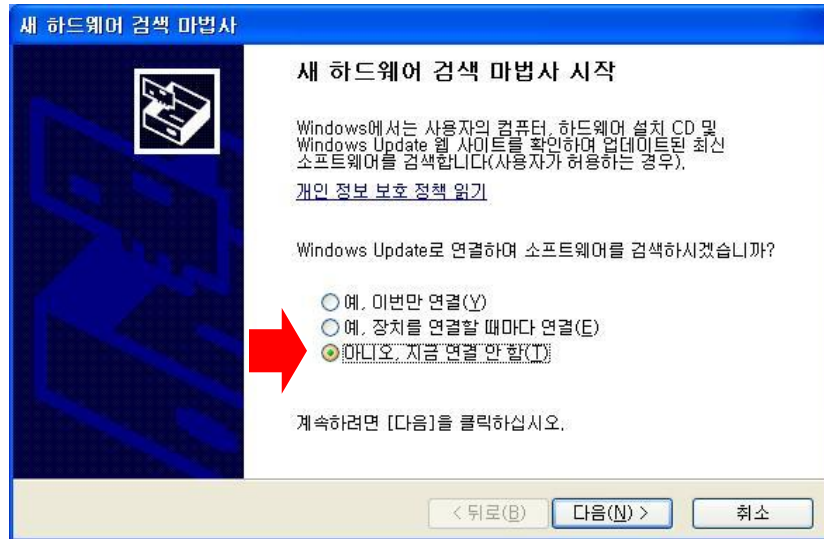 새 하드웨어 검색 마법사
새 하드웨어 검색 마법사 시작
Windows에서는 사용자의 컴퓨터, 하드웨어 설치 CD 및
Windows Update 웹 사이트를 확인하여 업데이트된 최신
소프트웨어를 검색합니다(사용자가 허용하는 경우).
개인 정보 보호 정책 읽기
Windows Update로 연결하여 소프트웨어를 검색하시겠습니까?
예, 이번만 연결(Y)
예, 장치를 연결할 때마다 연결(E)
아니오, 지금 연결 안 함(T)
계속하려면 [다음]을 클릭하십시오.
< 뒤로(B) 다음(N) > 취소